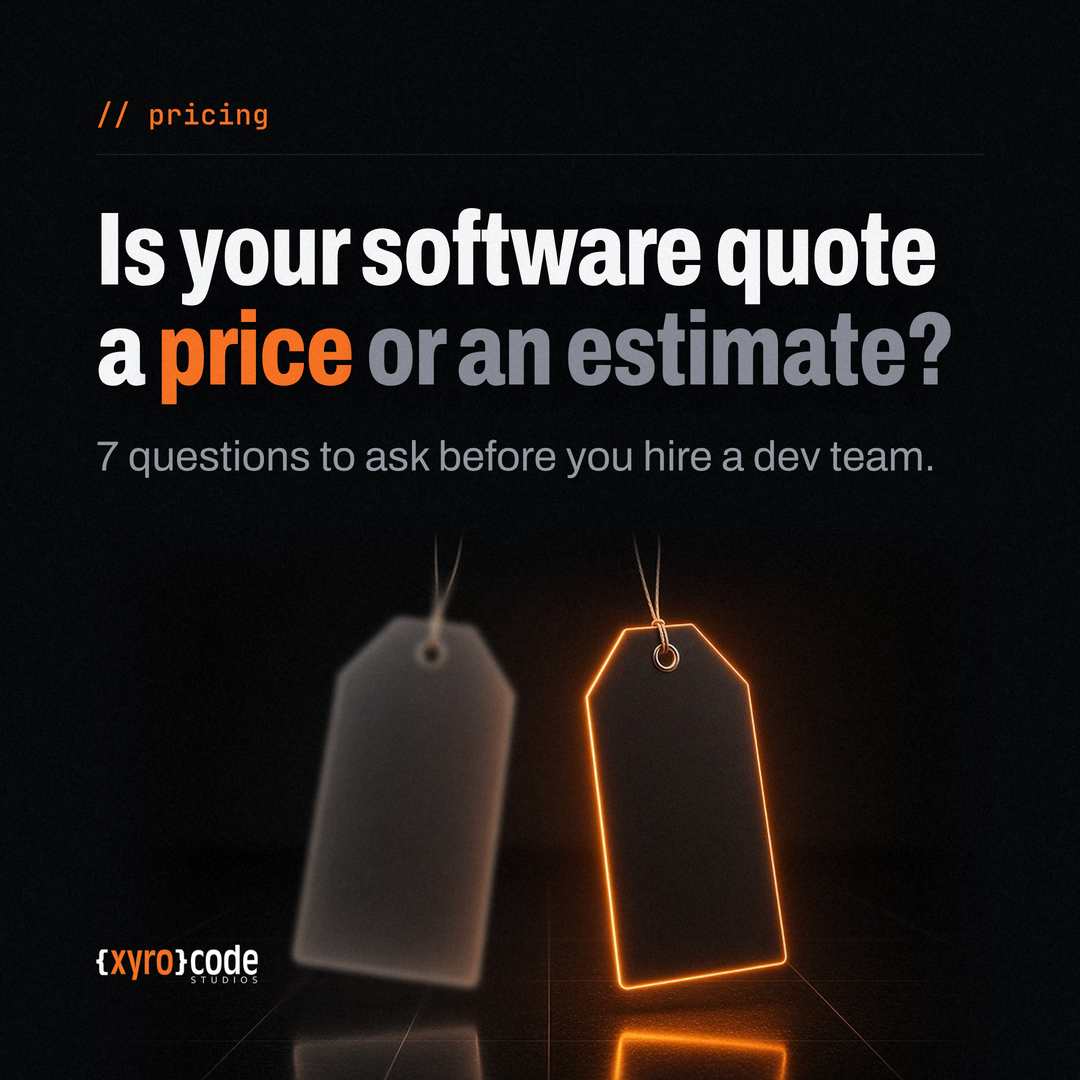 // pricing
Is your software quote
a price or an estimate?
7 questions to ask before you hire a dev team.
{xyro}code
STUDIOS